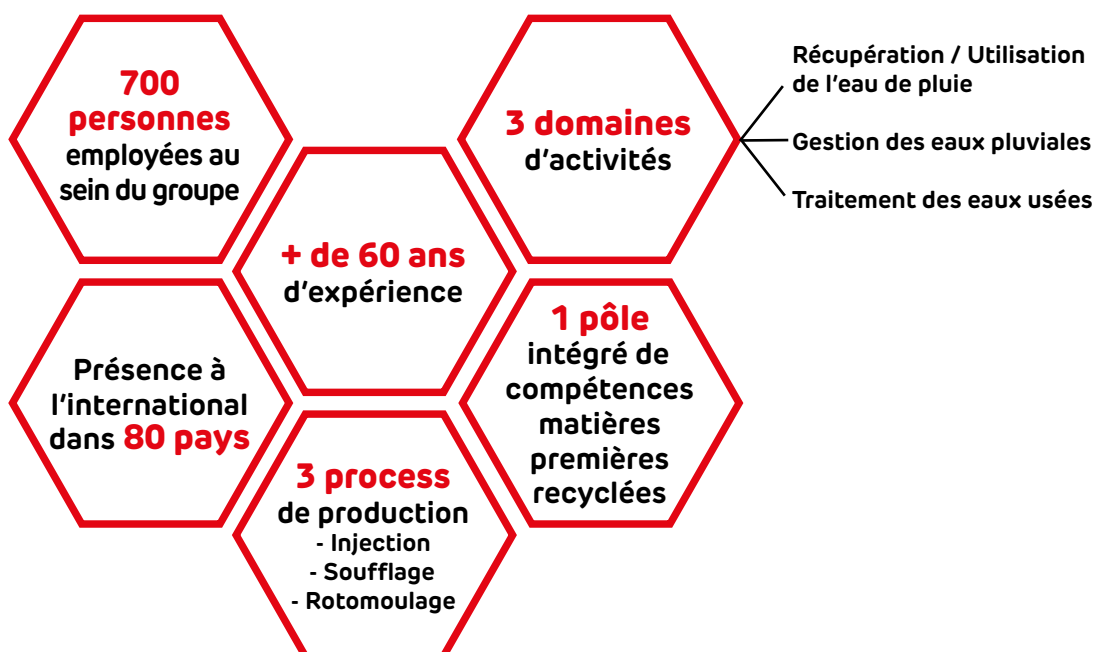 700
personnes
employées au
sein du groupe
3 domaines
d'activités
Récupération / Utilisation
de l'eau de pluie
Gestion des eaux pluviales
Traitement des eaux usées
+ de 60 ans
d'expérience
Présence à
l'international
dans 80 pays
1 pôle
intégré de
compétences
matières
premières
recyclées
3 process
de production
- Injection
- Soufflage
- Rotomoulage